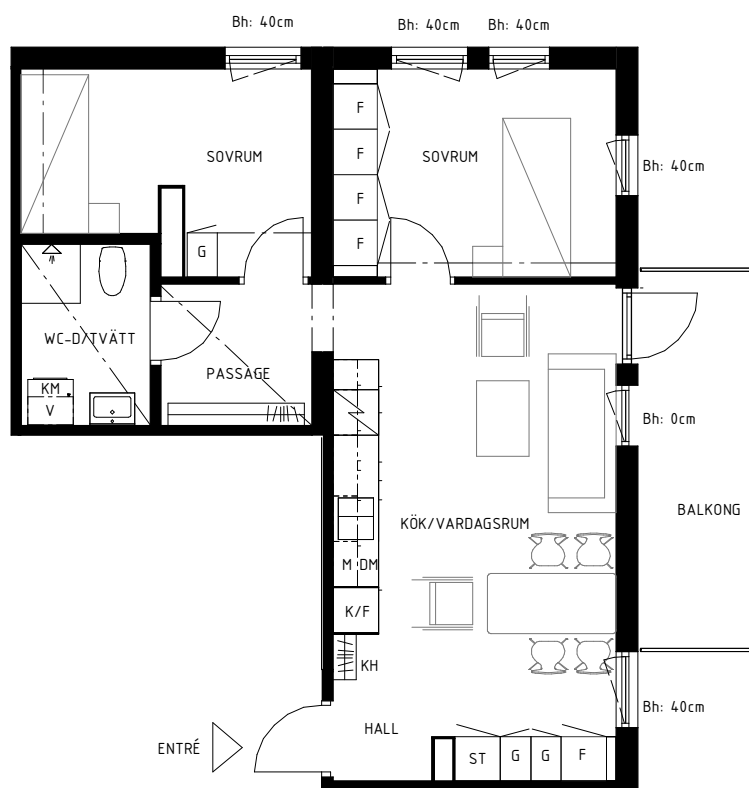 Bh: 40cm
Bh: 40cm
Bh: 40cm
F
F
F
F
SOVRUM
SOVRUM
Bh: 40cm
G
WC-D/TVÄTT
PASSAGE
KM
V
Bh: 0cm
C
KÖK/VARDAGSRUM
BALKONG
M DM
K/F
KH
Bh: 40cm
HALL
ENTRÉ
ST
G
G
F